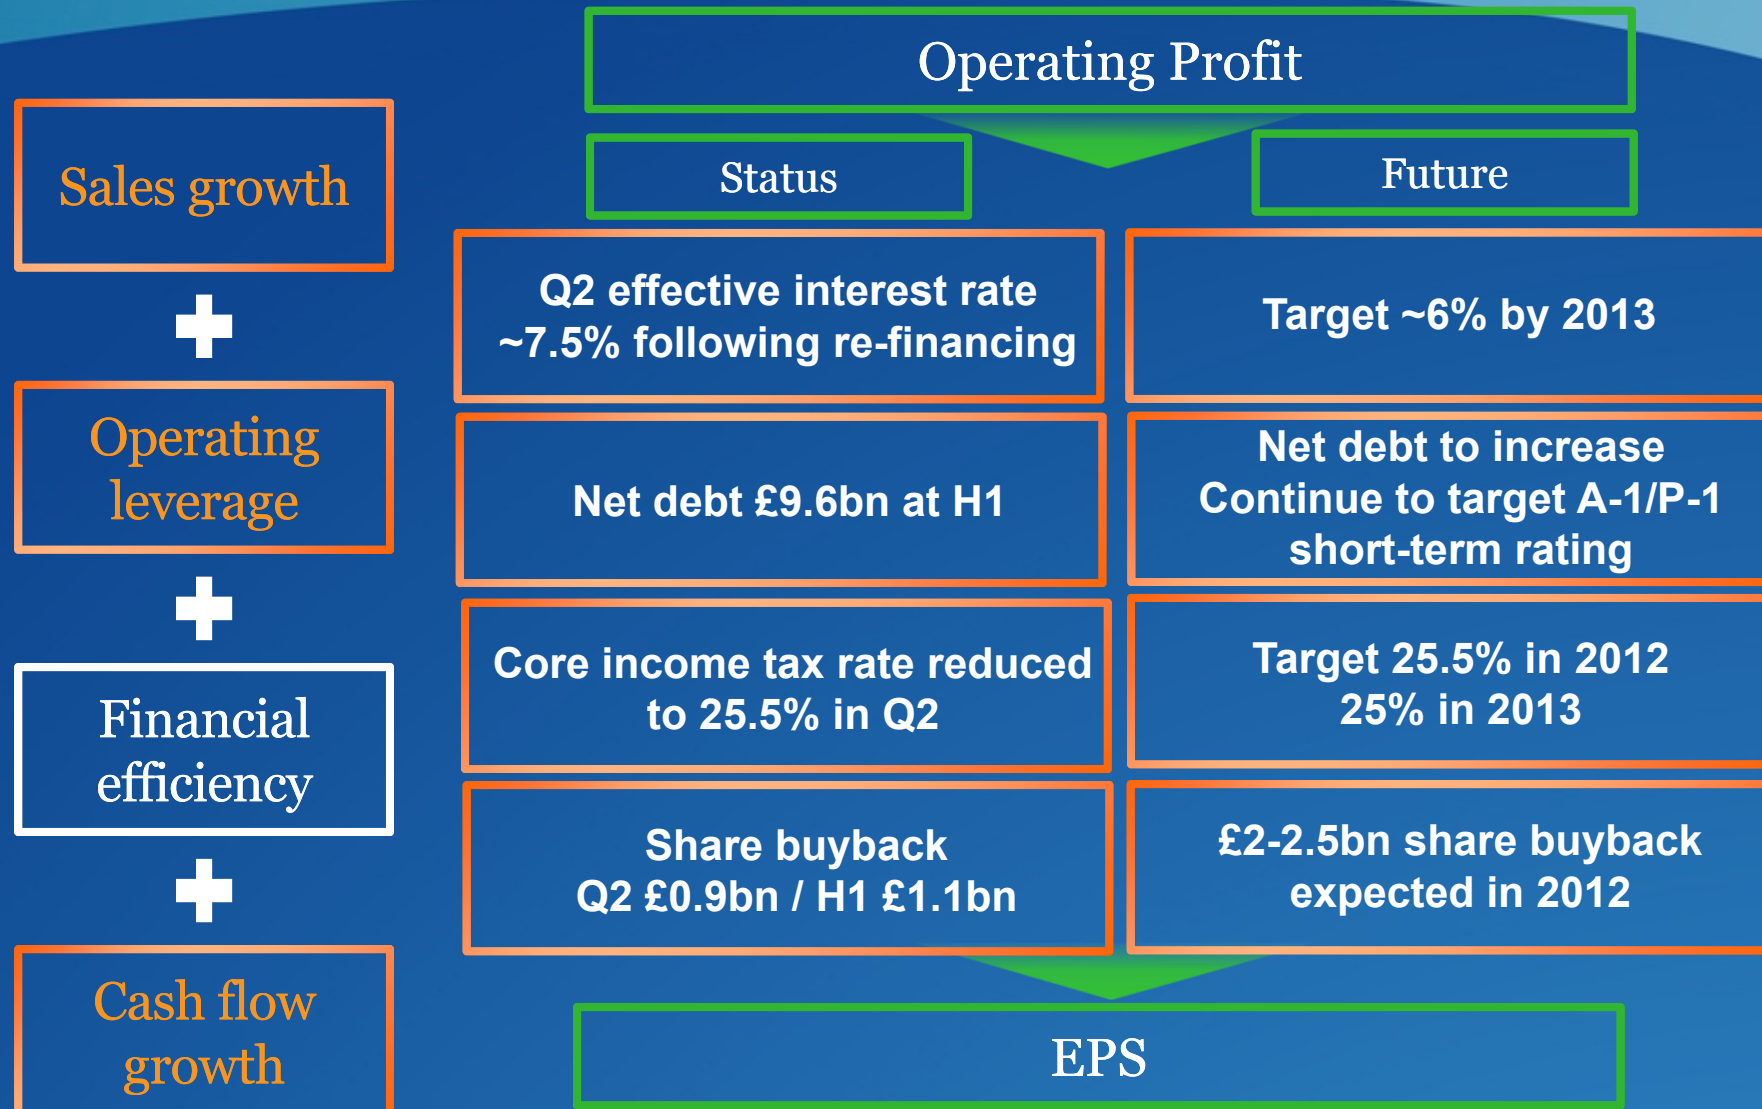 Operating Profit
Sales growth
Status
Future
Q2 effective interest rate
~7.5% following re-financing
Target ~6% by 2013
Operating
leverage
Net debt £9.6bn at H1
Net debt to increase
Continue to target A-1/P-1
short-term rating
Financial
efficiency
Core income tax rate reduced
to 25.5% in Q2
Target 25.5% in 2012
25% in 2013
Share buyback
Q2 £0.9bn / H1 £1.1bn
£2-2.5bn share buyback
expected in 2012
Cash flow
growth
EPS